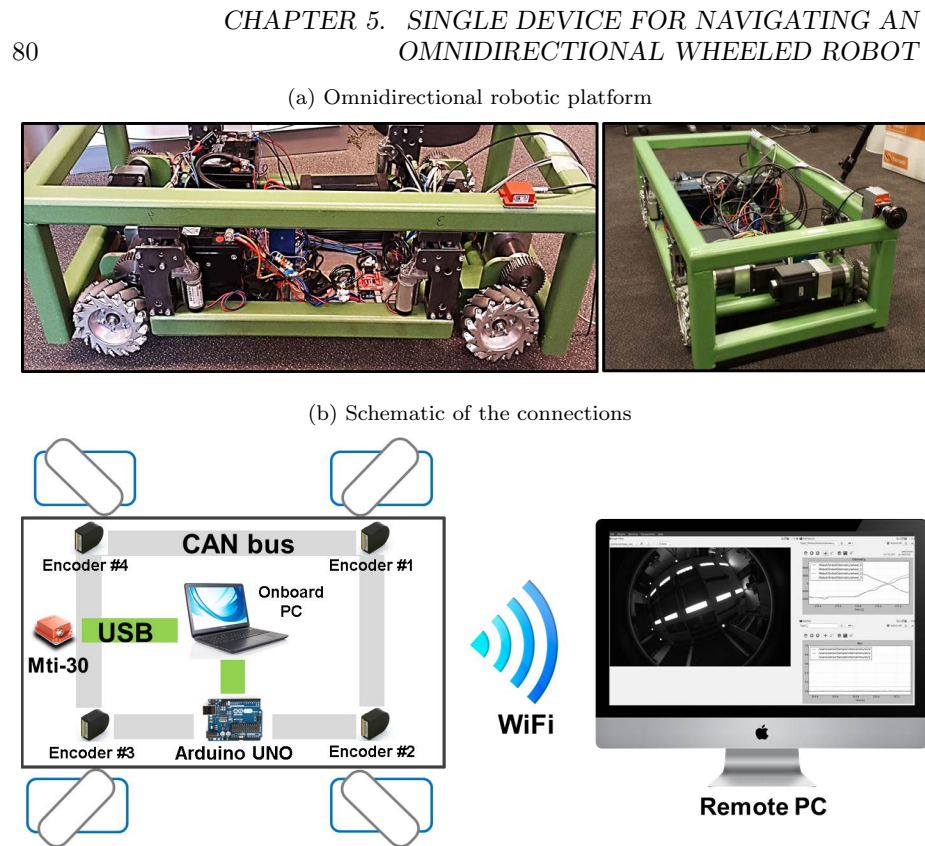 CHAPTER 5. SINGLE DEVICE FOR NAVIGATING AN
80 OMNIDIRECTIONAL WHEELED ROBOT
(a) Omnidirectional robotic platform
(b) Schematic of the connections
CAN bus
Encoder #4
Encoder #1
Onboard
PC
USB
Mti-30
WiFi
Encoder #3
Arduino UNO
Encoder #2
Remote PC